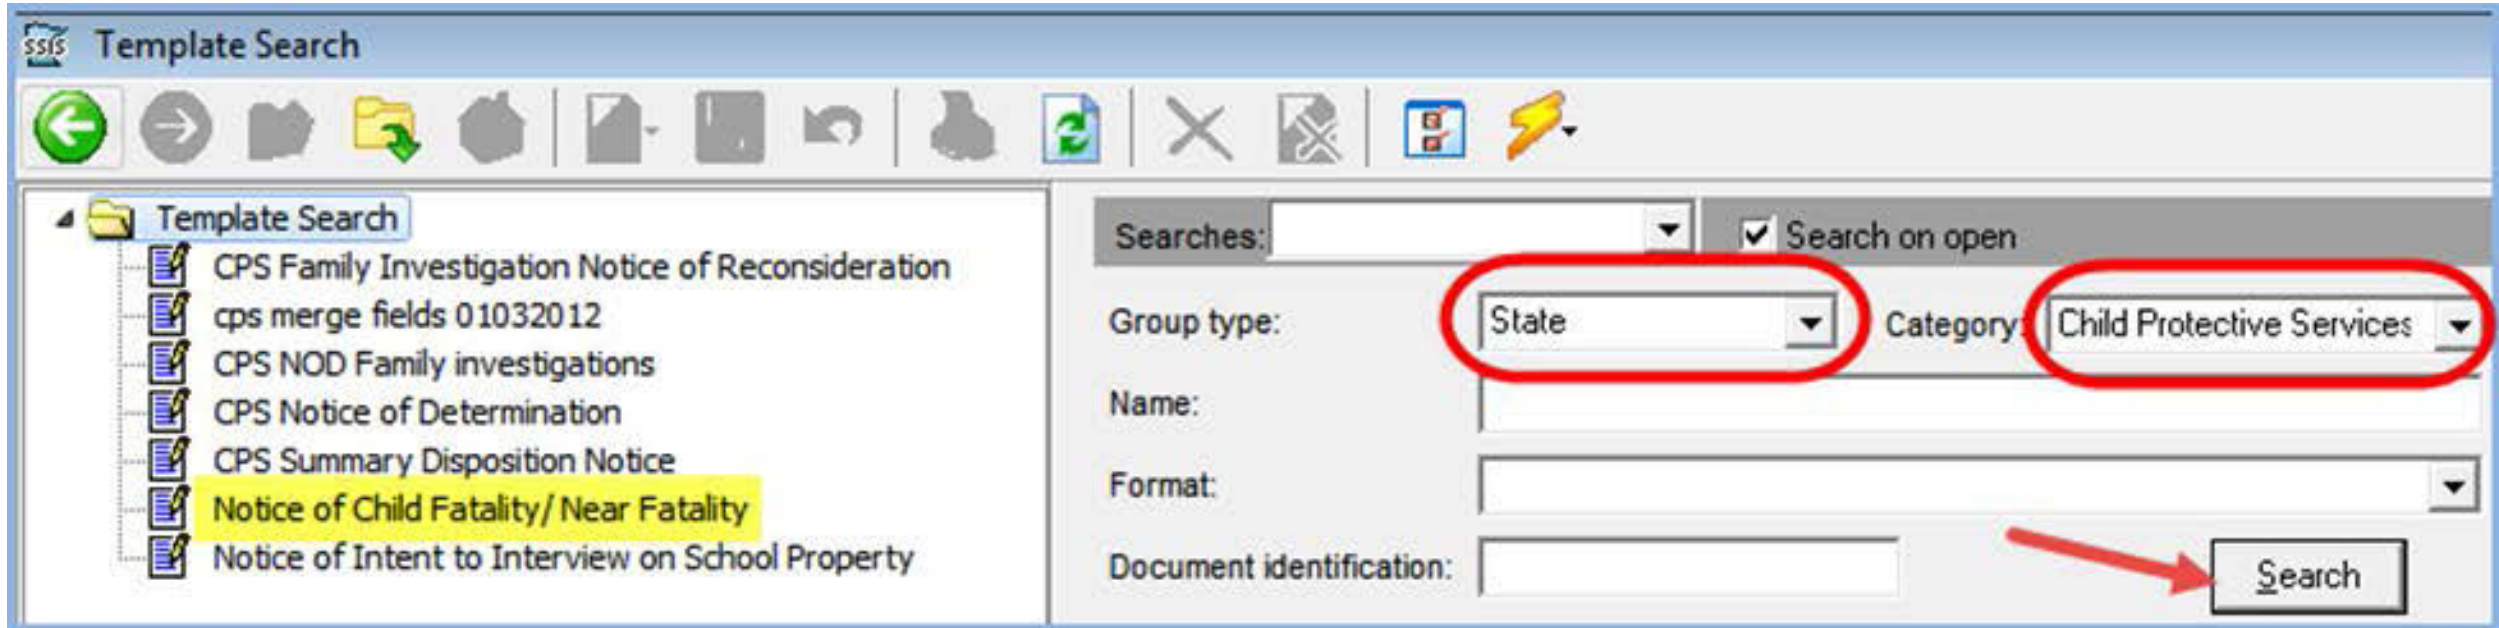 ssis Template Search
Template Search
CPS Family Investigation Notice of Reconsideration
cps merge fields 01032012
CPS NOD Family investigations
CPS Notice of Determination
CPS Summary Disposition Notice
Notice of Child Fatality/Near Fatality
Notice of Intent to Interview on School Property
Searches: Search on open
Group type: State Category: Child Protective Services
Name:
Format:
Document identification: Search